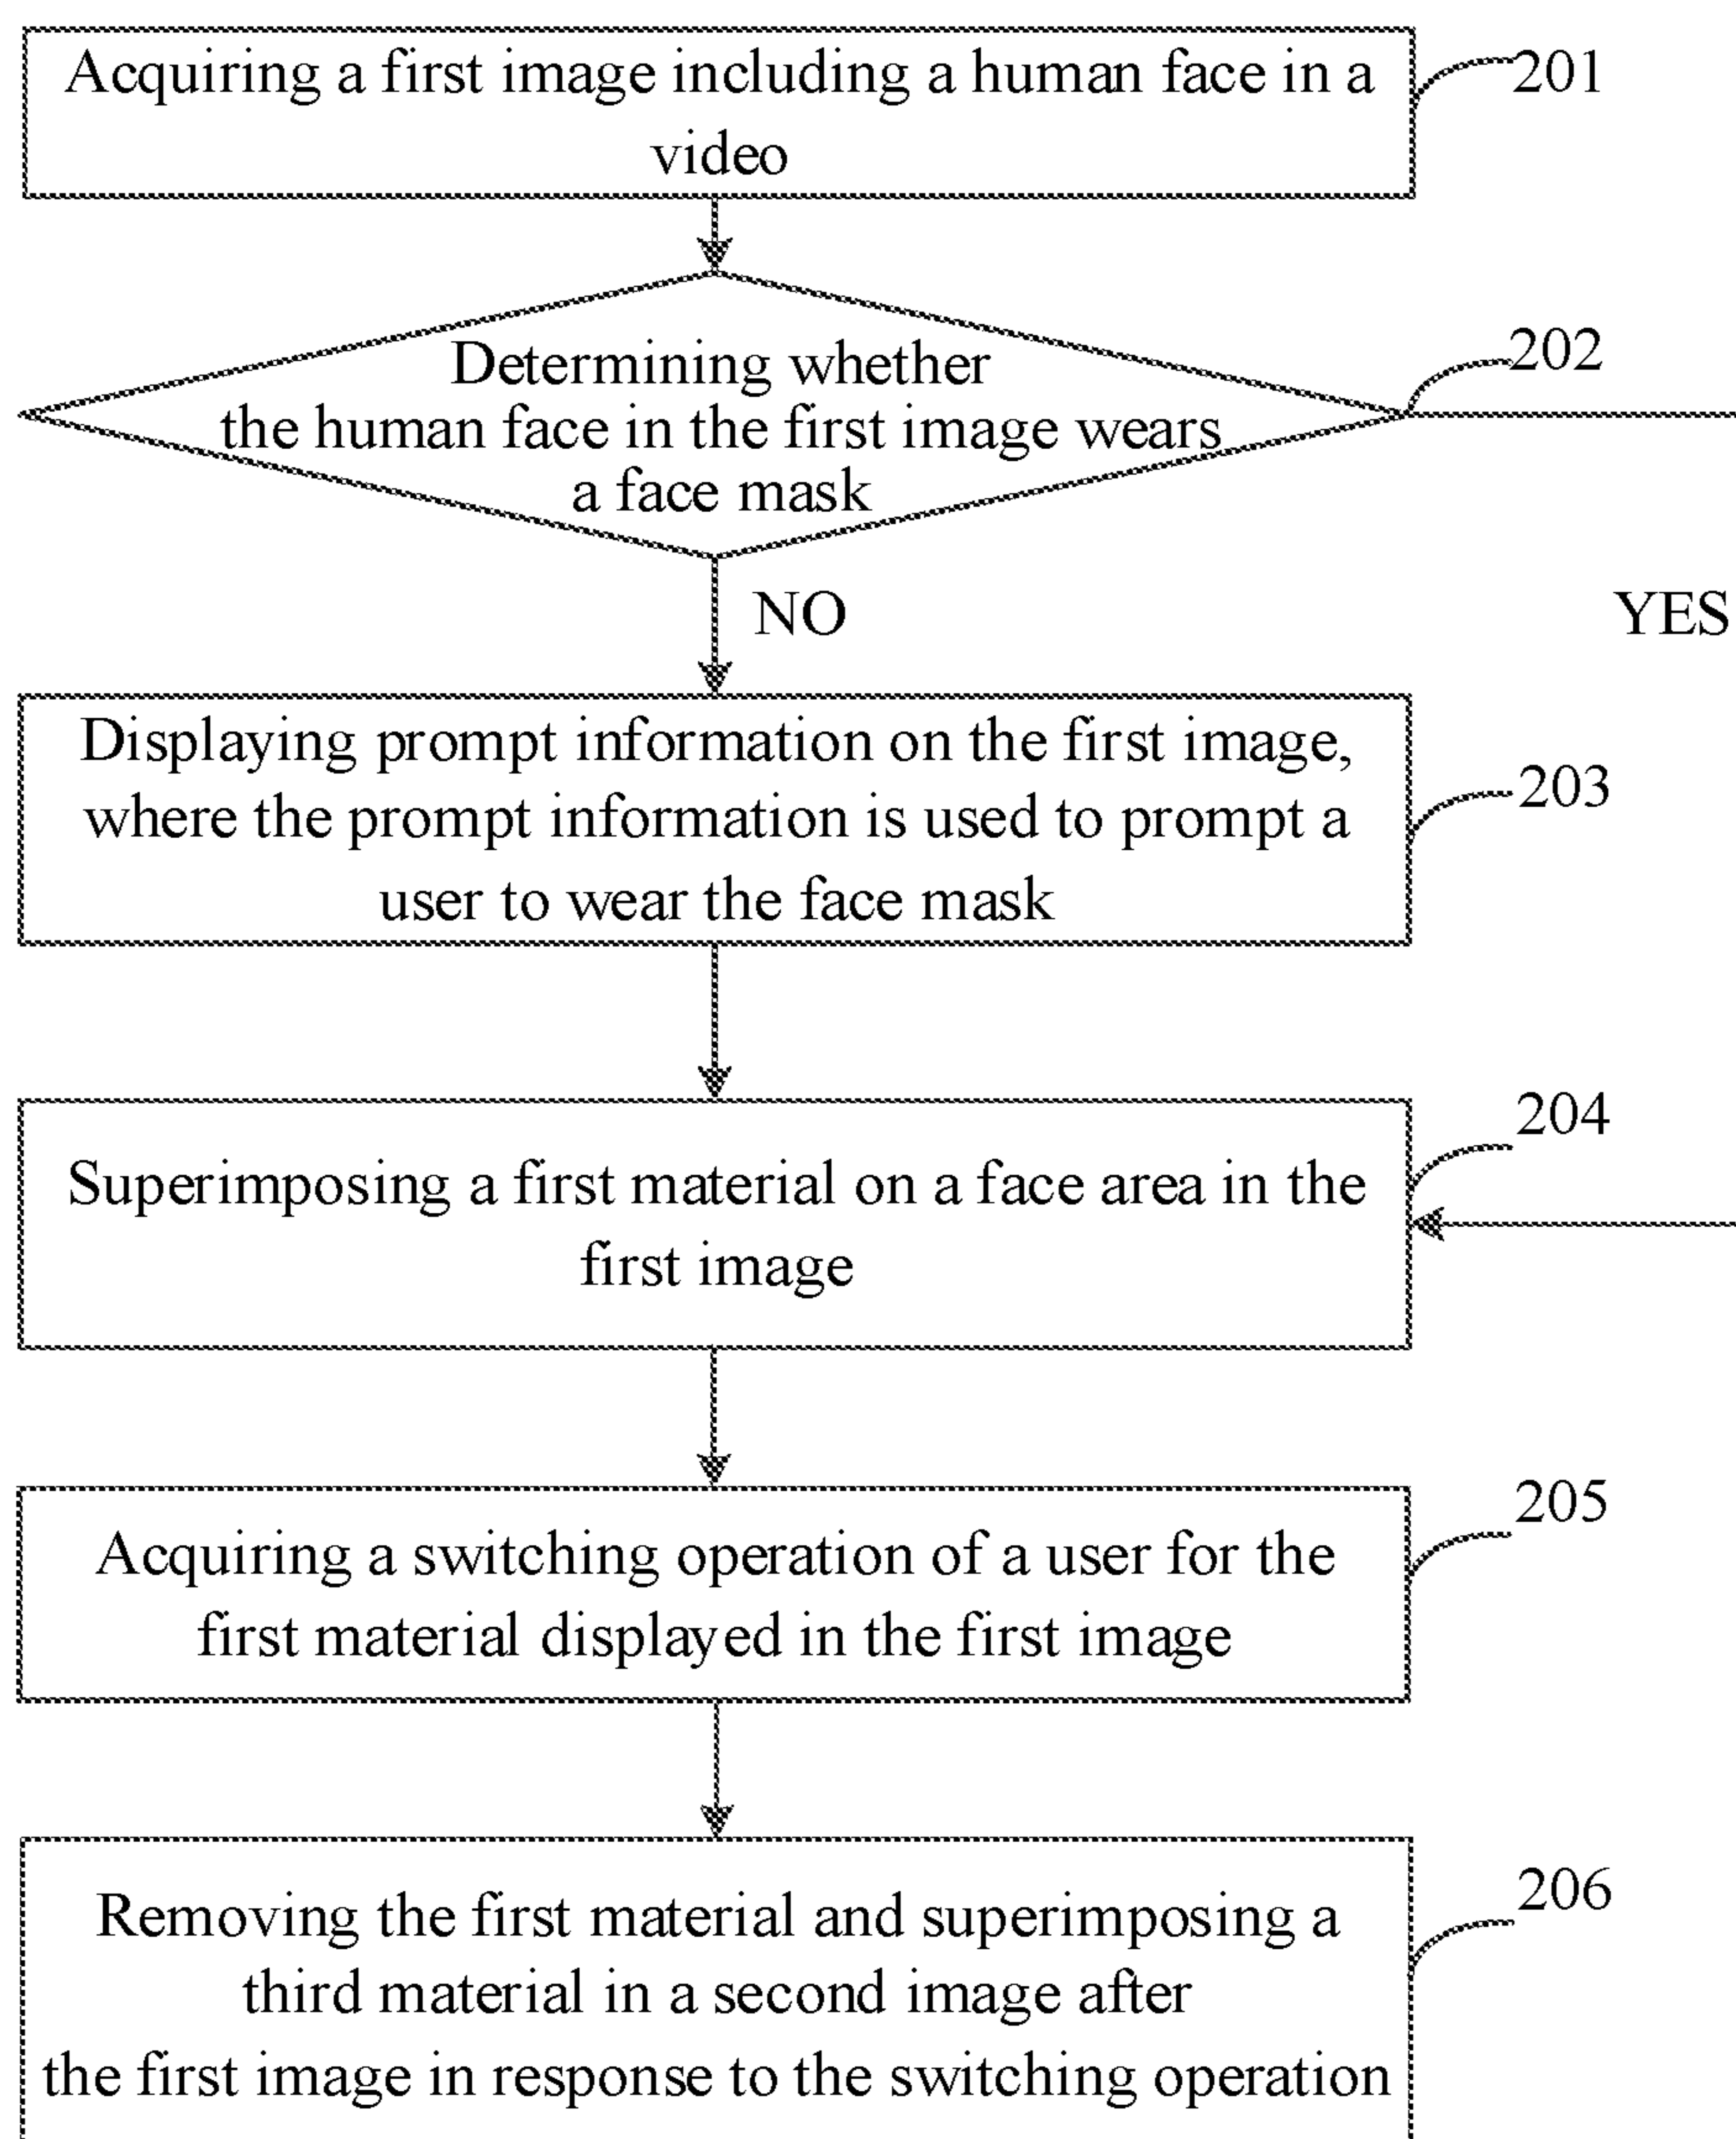 Acquiring a first image including a human face in a
video
201
Determining whether
the human face in the first image wears
a face mask
202
NO
YES
Displaying prompt information on the first image,
where the prompt information is used to prompt a
user to wear the face mask
203
Superimposing a first material on a face area in the
first image
204
Acquiring a switching operation of a user for the
first material displayed in the first image
205
Removing the first material and superimposing a
third material in a second image after
the first image in response to the switching operation
206